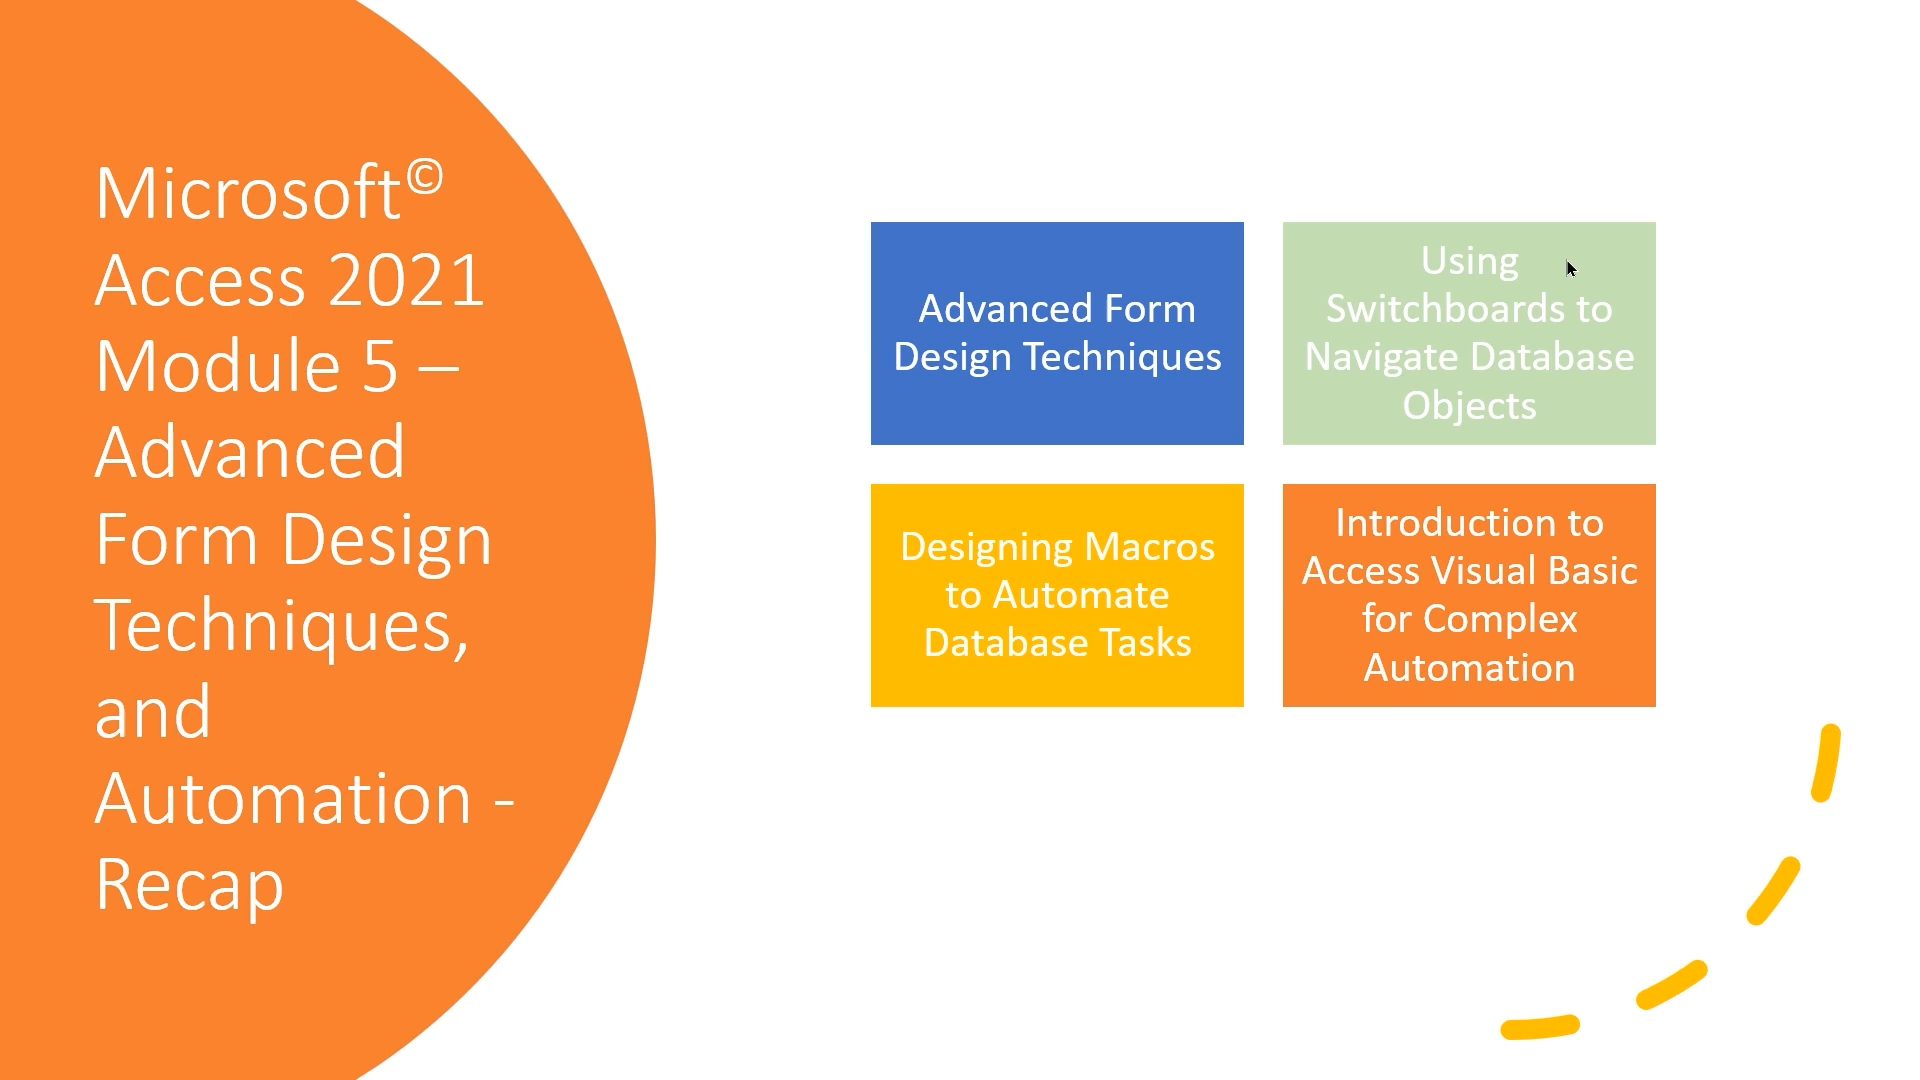 Microsoft©
Access 2021
Module 5 –
Advanced
Form Design
Techniques,
and
Automation -
Recap
Advanced Form
Design Techniques
Using
Switchboards to
Navigate Database
Objects
Designing Macros
to Automate
Database Tasks
Introduction to
Access Visual Basic
for Complex
Automation